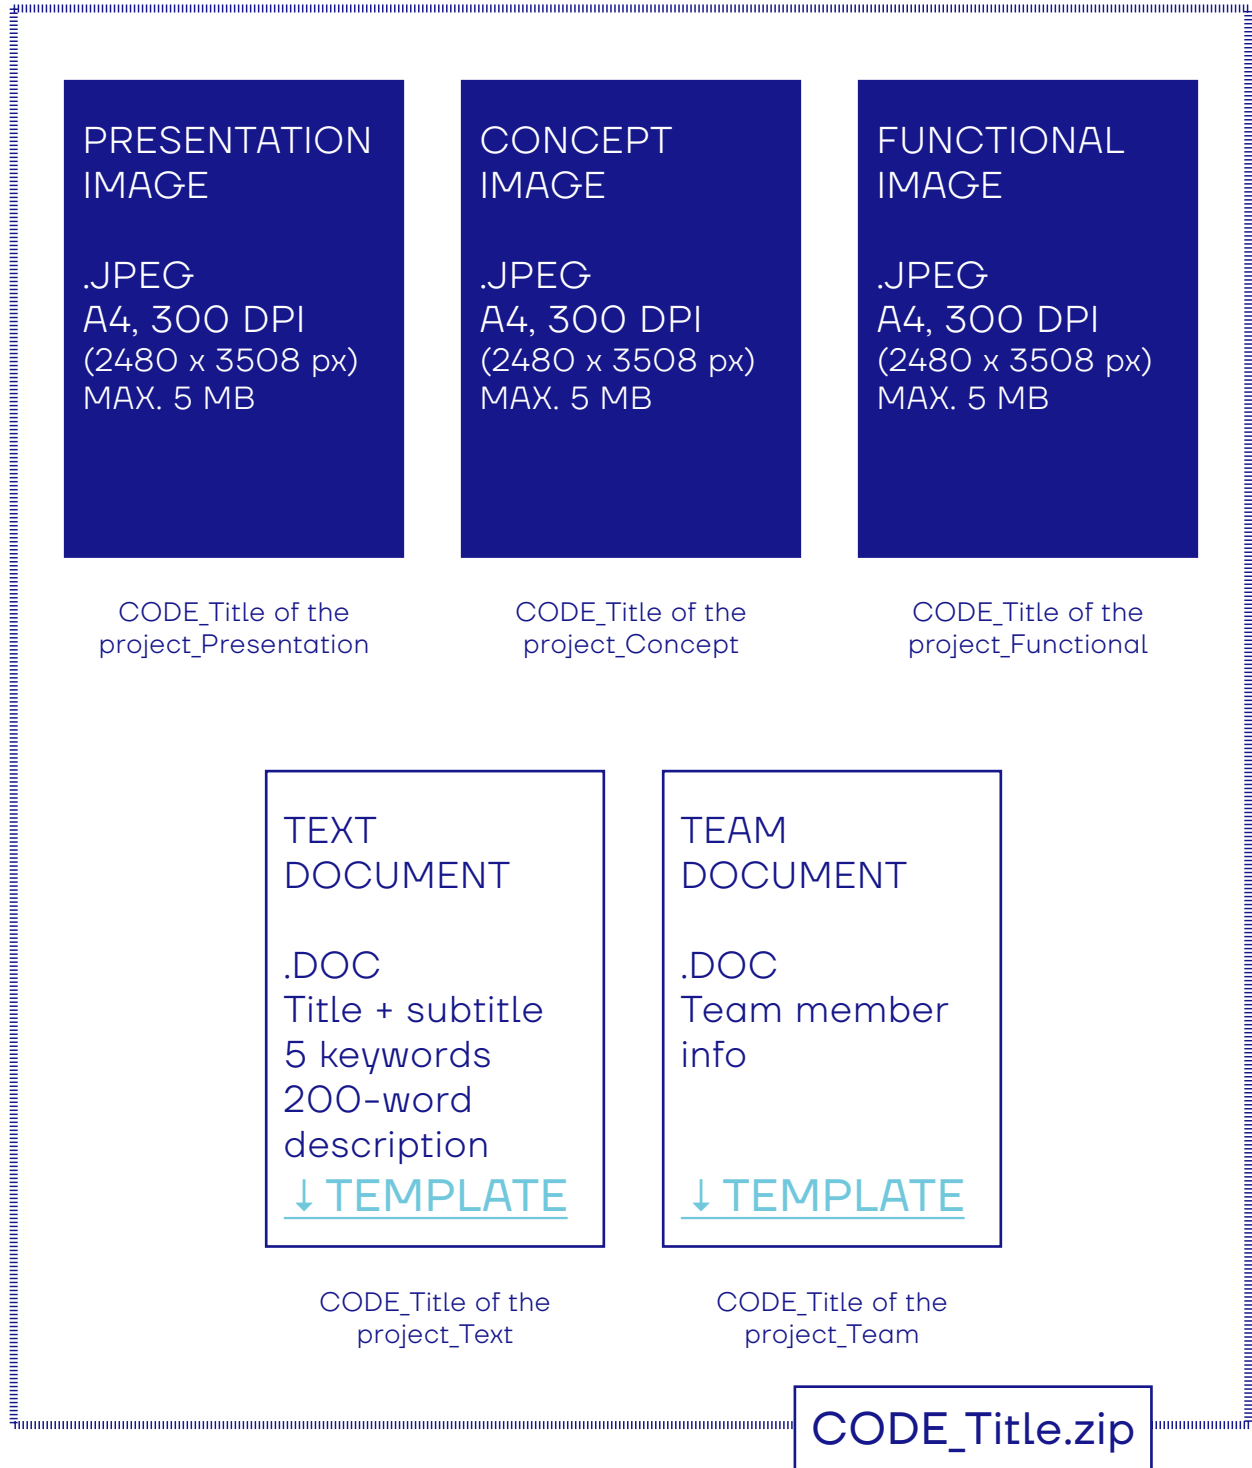 PRESENTATION
IMAGE
.JPEG
A4, 300 DPI
(2480 x 3508 px)
MAX. 5 MB
CODE_Title of the
project_Presentation
CONCEPT
IMAGE
.JPEG
A4, 300 DPI
(2480 x 3508 px)
MAX. 5 MB
CODE_Title of the
project_Concept
FUNCTIONAL
IMAGE
.JPEG
A4, 300 DPI
(2480 x 3508 px)
MAX. 5 MB
CODE_Title of the
project_Functional
TEXT
DOCUMENT
.DOC
Title + subtitle
5 keywords
200-word
description
↓ TEMPLATE
CODE_Title of the
project_Text
TEAM
DOCUMENT
.DOC
Team member
info
↓ TEMPLATE
CODE_Title of the
project_Team
CODE_Title.zip